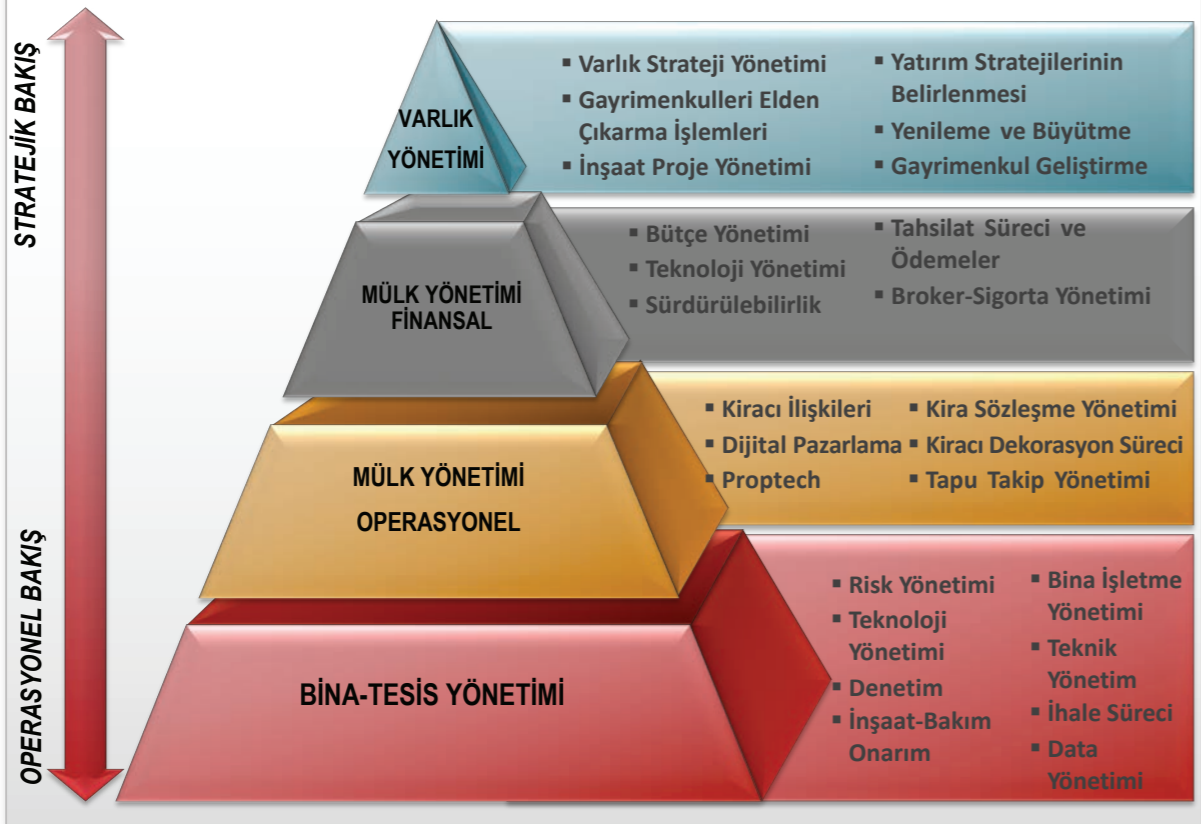 STRATEJİK BAKIŞ
OPERASYONEL BAKIŞ
VARLIK
YÖNETİMİ
▪ Varlık Strateji Yönetimi
▪ Gayrimenkulleri Elden
Çıkarma İşlemleri
▪ İnşaat Proje Yönetimi
▪ Yatırım Stratejilerinin
Belirlenmesi
▪ Yenileme ve Büyütme
▪ Gayrimenkul Geliştirme
MÜLK YÖNETİMİ
FİNANSAL
▪ Bütçe Yönetimi
▪ Teknoloji Yönetimi
▪ Sürdürülebilirlik
▪ Tahsilat Süreci ve
Ödemeler
▪ Broker-Sigorta Yönetimi
MÜLK YÖNETİMİ
OPERASYONEL
▪ Kiracı İlişkileri
▪ Dijital Pazarlama
▪ Proptech
▪ Kira Sözleşme Yönetimi
▪ Kiracı Dekorasyon Süreci
▪ Tapu Takip Yönetimi
BİNA-TESİS YÖNETİMİ
▪ Risk Yönetimi
▪ Teknoloji
Yönetimi
▪ Denetim
▪ İnşaat-Bakım
Onarım
▪ Bina İşletme
Yönetimi
▪ Teknik
Yönetim
▪ İhale Süreci
▪ Data
Yönetimi